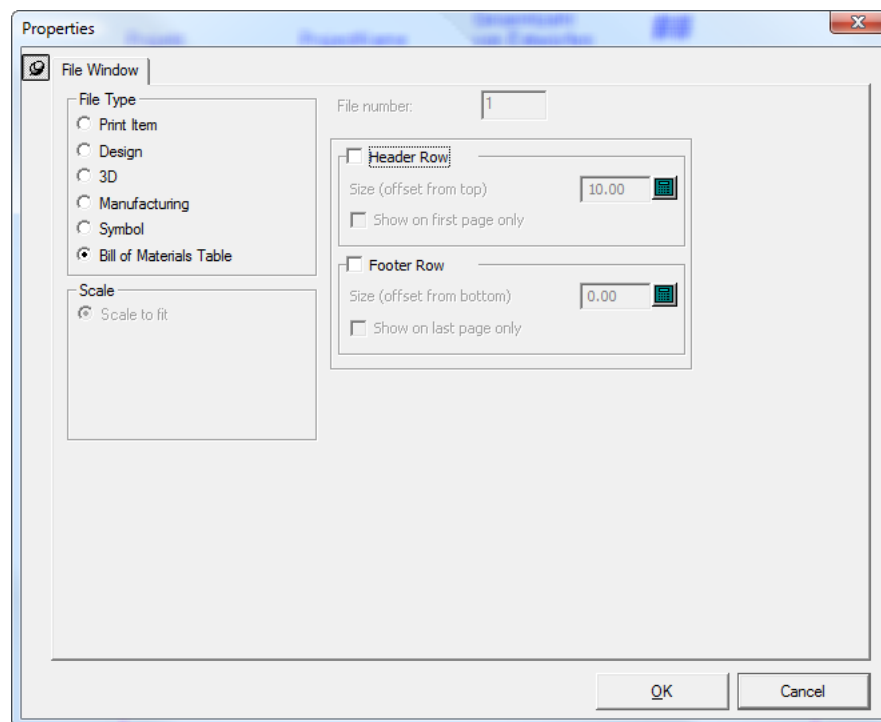 Properties
File Window
File Type
Print Item
Design
3D
Manufacturing
Symbol
Bill of Materials Table
Scale
Scale to fit
File number:
1
Header Row
Size (offset from top)
10.00
Show on first page only
Footer Row
Size (offset from bottom)
0.00
Show on last page only
OK
Cancel